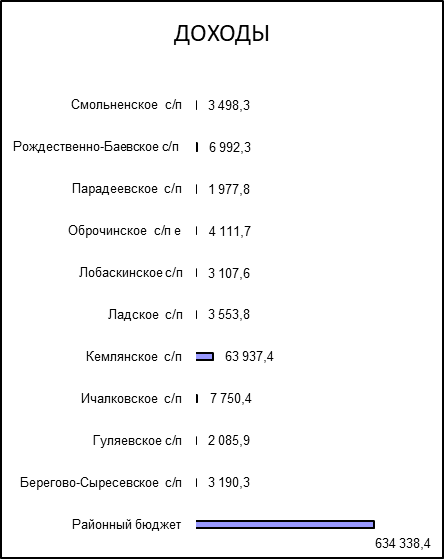 ДОХОДЫ
Смольненское с/п 3 498,3
Рождественно-Баевское с/п 6 992,3
Парадеевское с/п 1 977,8
Оброчинское с/п е 4 111,7
Лобаскинское с/п 3 107,6
Ладское с/п 3 553,8
Кемлянское с/п 63 937,4
Ичалковское с/п 7 750,4
Гуляевское с/п 2 085,9
Берегово-Сыресевское с/п 3 190,3
Районный бюджет
634 338,4